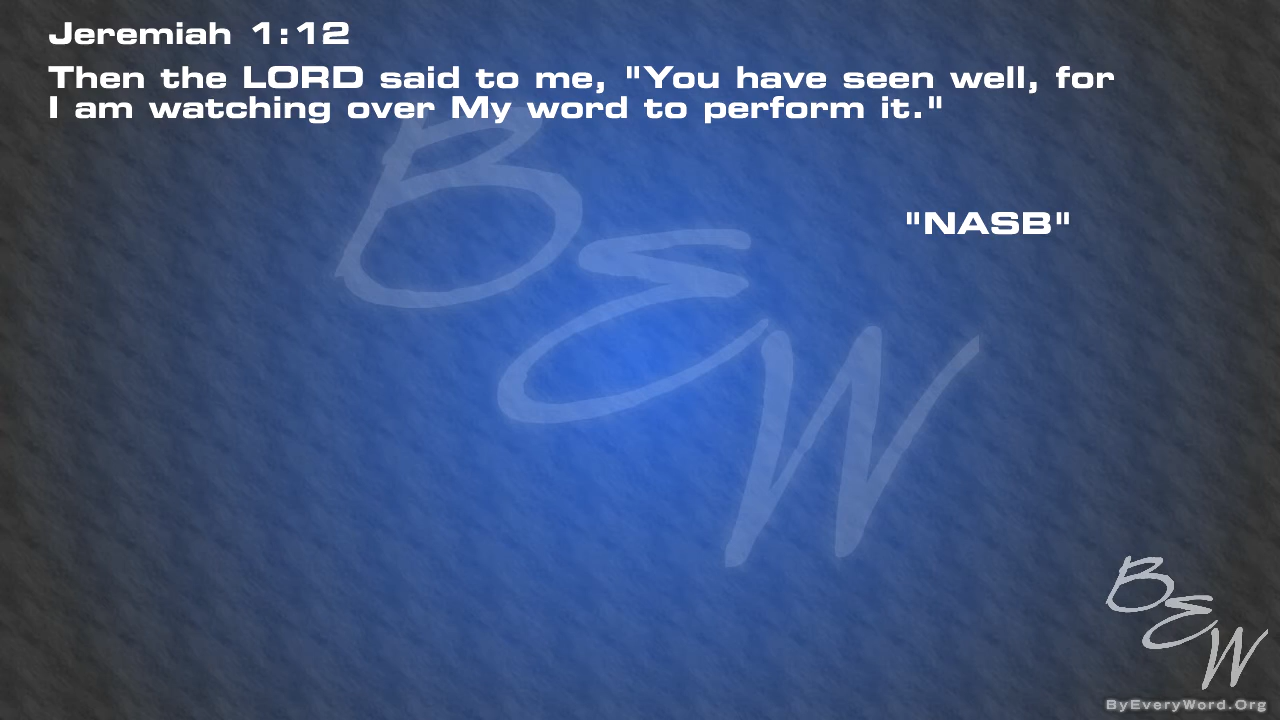 Jeremiah 1:12
Then the LORD said to me, "You have seen well, for
I am watching over My word to perform it."
"NASB"
BEW
BEW
ByEveryWord.Org